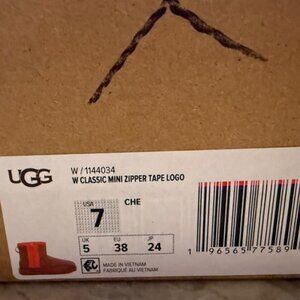 UGG
W / 1144034
W CLASSIC MINI ZIPPER TAPE LOGO
USA
7
CHE
UK EU JP
5 38 24
MADE IN VIETNAM
FABRIQUÉ AU VIETNAM
1 96565 77589